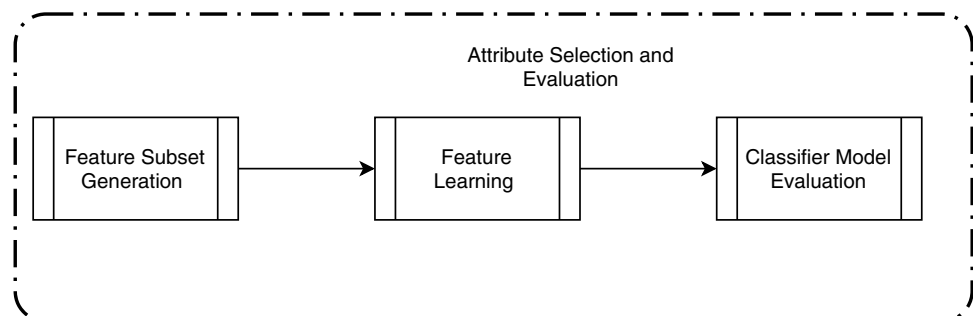 Attribute Selection and
Evaluation
Feature Subset
Generation
Feature
Learning
Classifier Model
Evaluation